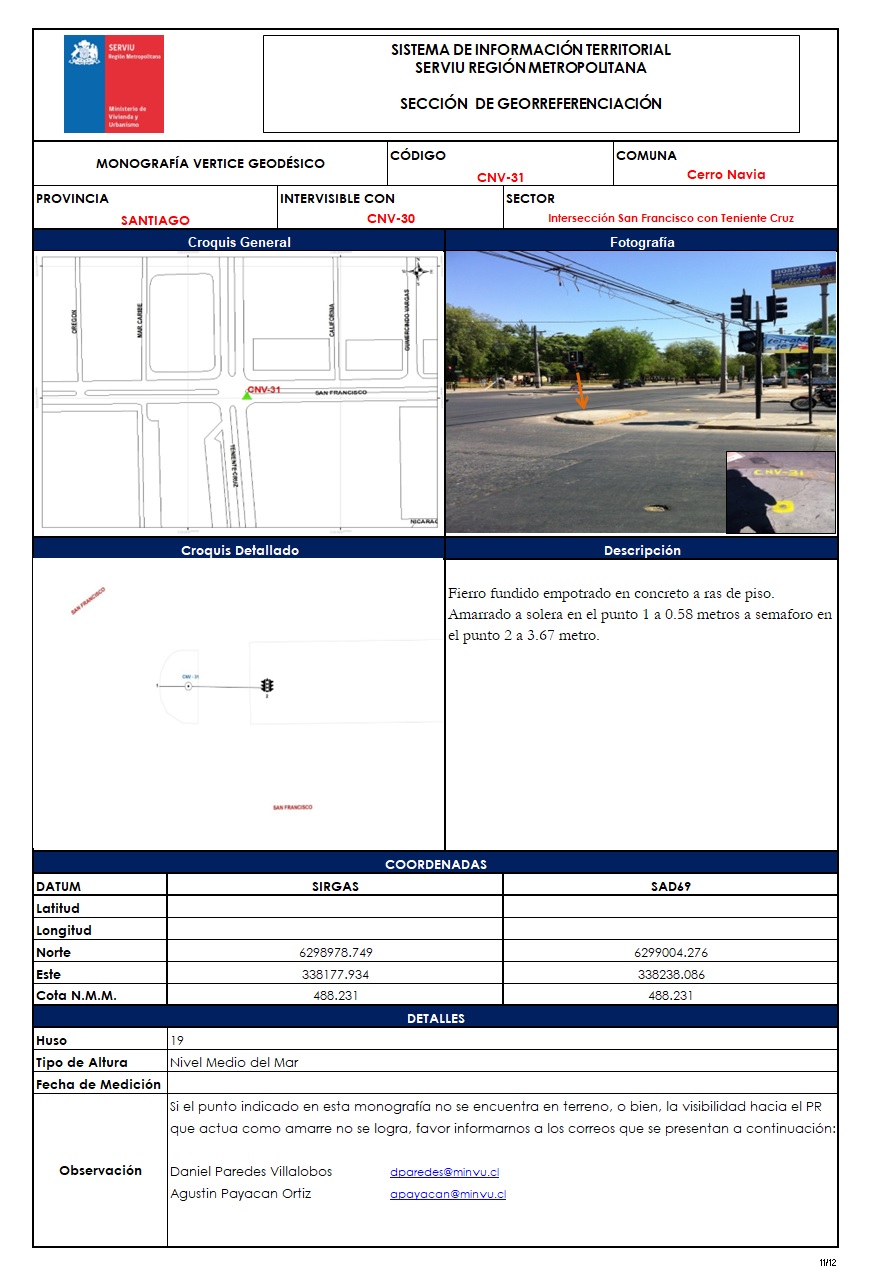 SERVIU
Región Metropolitana
Ministerio de
Vivienda y
Urbanismo
SISTEMA DE INFORMACIÓN TERRITORIAL
SERVIU REGIÓN METROPOLITANA
SECCIÓN DE GEORREFERENCIACIÓN
MONOGRAFÍA VERTICE GEODÉSICO
CÓDIGO
CNV-31
COMUNA
Cerro Navia
PROVINCIA
SANTIAGO
INTERVISIBLE CON
CNV-30
SECTOR
Intersección San Francisco con Teniente Cruz
Croquis General
Fotografía
OREGON
MAR CARIBE
CALIFORNIA
GUMERCINDO VARGAS
CNV-31
SAN FRANCISCO
TENIENTE CRUZ
NICARAG
HOSPITAL
CNV-31
Croquis Detallado
Descripción
SAN FRANCISCO
CNV - 31
1
2
SAN FRANCISCO
Fierro fundido empotrado en concreto a ras de piso.
Amarrado a solera en el punto 1 a 0.58 metros a semaforo en
el punto 2 a 3.67 metro.
COORDENADAS
DATUM SIRGAS SAD69
Latitud
Longitud
Norte 6298978.749 6299004.276
Este 338177.934 338238.086
Cota N.M.M. 488.231 488.231
DETALLES
Huso 19
Tipo de Altura Nivel Medio del Mar
Fecha de Medición
Observación
Si el punto indicado en esta monografía no se encuentra en terreno, o bien, la visibilidad hacia el PR
que actua como amarre no se logra, favor informarnos a los correos que se presentan a continuación:
Daniel Paredes Villalobos dparedes@minvu.cl
Agustin Payacan Ortiz apayacan@minvu.cl
11/12